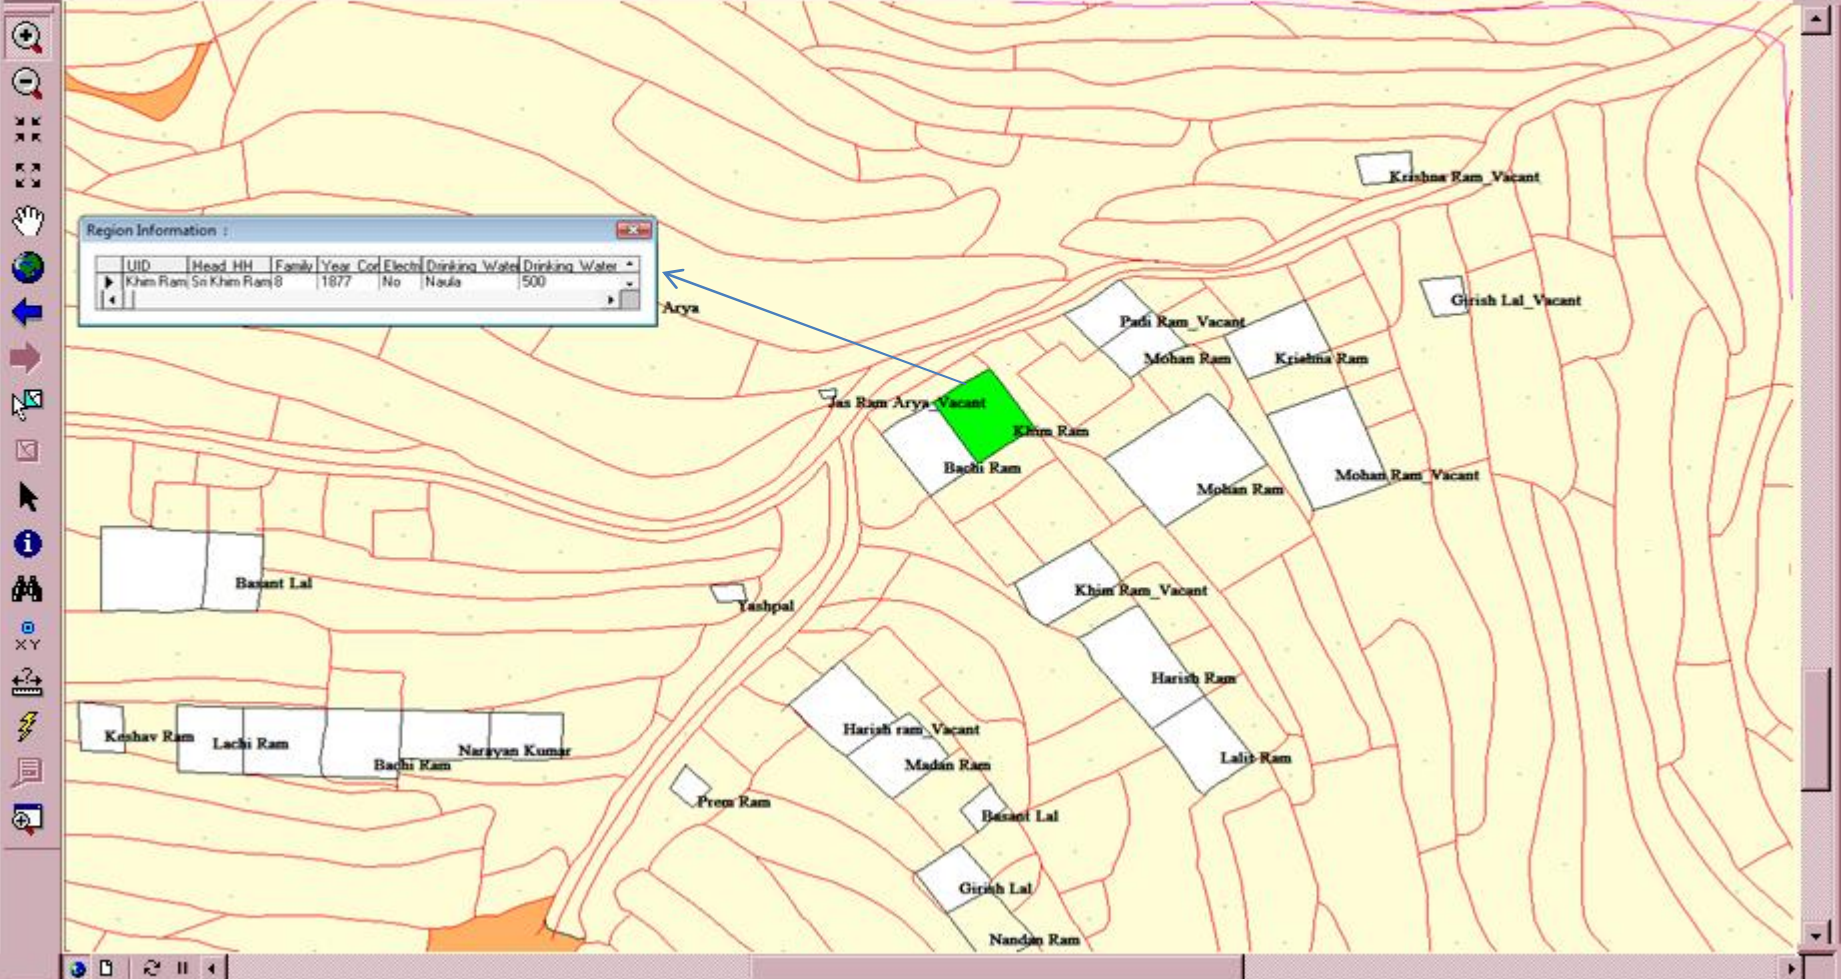 Krishna Ram_Vacant
Region Information :
UID Head_HH Family Year_Con Electri Drinking_Water Drinking_Water
Khim Ram Sri Khim Ram 8 1877 No Naula 500
Arya
Girish Lal_Vacant
Padi Ram_Vacant
Mohan Ram
Krishna Ram
Jas Ram Arya_Vacant
Khim Ram
Bachi Ram
Mohan Ram_Vacant
Mohan Ram
Basant Lal
Khim Ram_Vacant
Yashpal
Harish Ram
Harish ram_Vacant
Keshav Ram
Lachi Ram
Narayan Kumar
Bachi Ram
Madan Ram
Lalit Ram
Prem Ram
Basant Lal
Girish Lal
Nandan Ram
XY